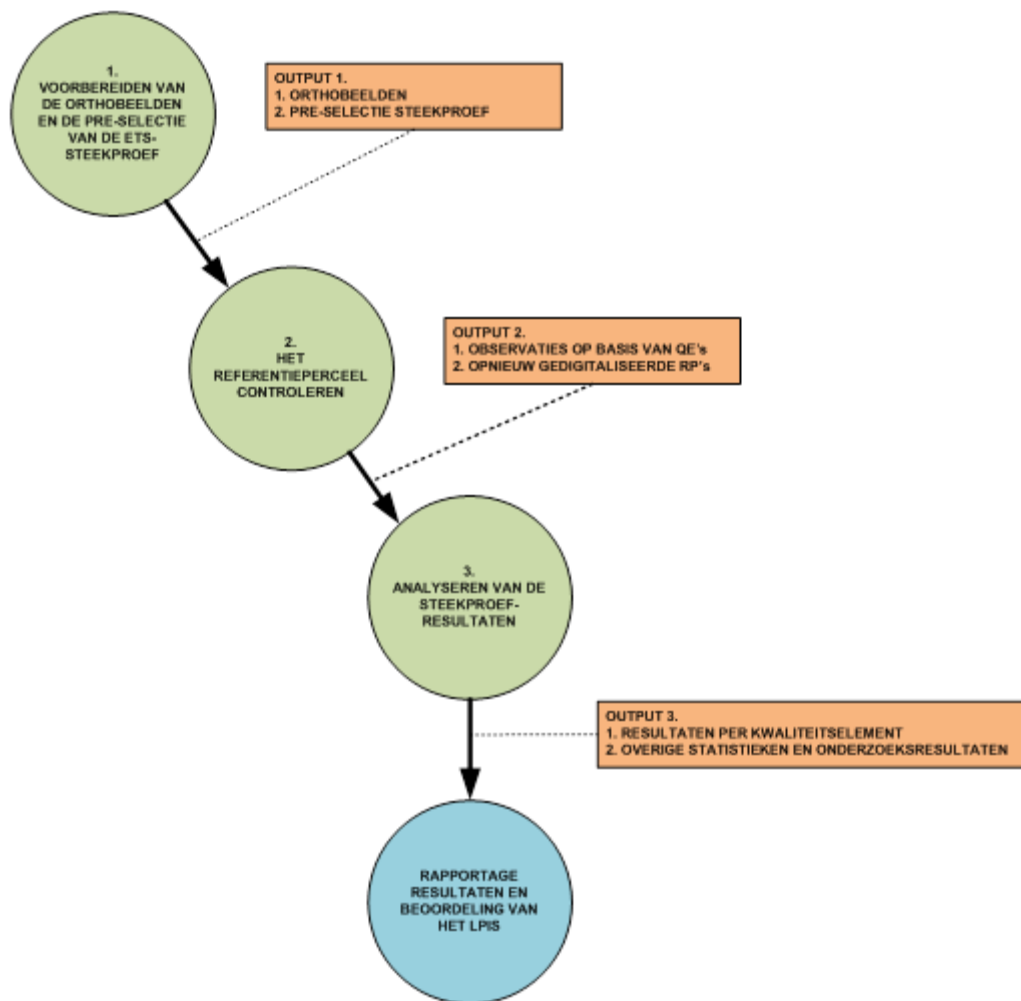 1.
VOORBEREIDEN VAN
DE ORTHOBEELDEN
EN DE PRE-SELECTIE
VAN DE ETS-
STEEKPROEF
OUTPUT 1.
1. ORTHOBEELDEN
2. PRE-SELECTIE STEEKPROEF
2.
HET
REFERENTIEPERCEEL
CONTROLEREN
OUTPUT 2.
1. OBSERVATIES OP BASIS VAN QE's
2. OPNIEUW GEDIGITALISEERDE RP's
3.
ANALYSEREN VAN DE
STEEKPROEF-
RESULTATEN
OUTPUT 3.
1. RESULTATEN PER KWALITEITSELEMENT
2. OVERIGE STATISTIEKEN EN ONDERZOEKSRESULTATEN
RAPPORTAGE
RESULTATEN EN
BEOORDELING VAN
HET LPIS